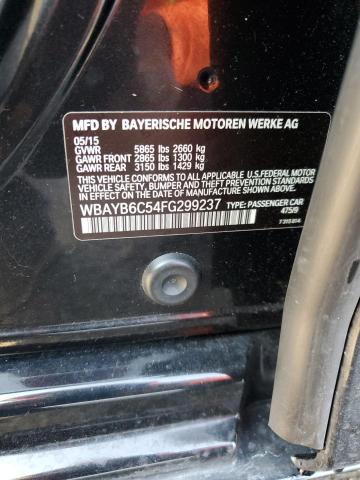 MFD BY BAYERISCHE MOTOREN WERKE AG
05/15
GVWR 5865 lbs 2660 kg
GAWR FRONT 2865 lbs 1300 kg
GAWR REAR 3150 lbs 1429 kg
THIS VEHICLE CONFORMS TO ALL
APPLICABLE U.S.FEDERAL MOTOR
VEHICLE SAFETY, BUMPER, AND
THEFT PREVENTION STANDARDS
IN EFFECT ON THE DATE OF
MANUFACTURE SHOWN ABOVE.
WBAYB6C54FG299237 TYPE: PASSENGER CAR
475/9